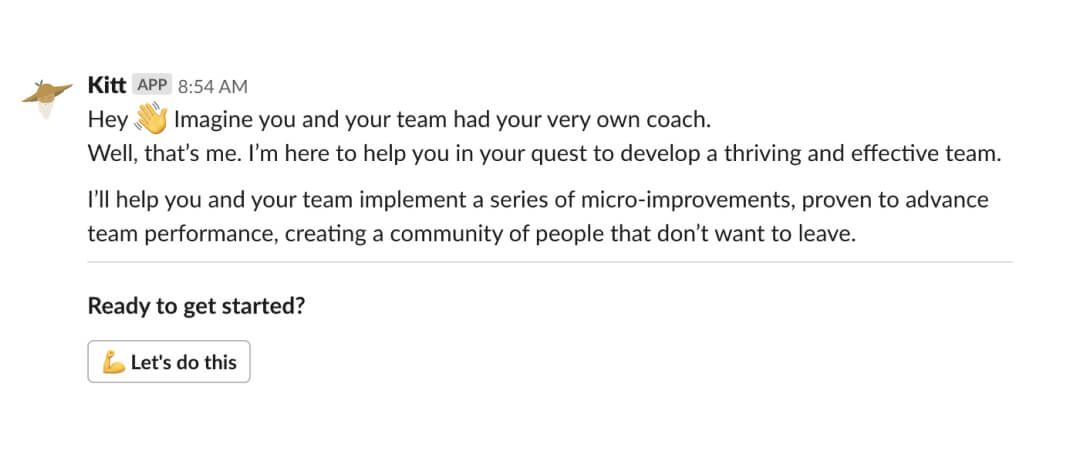 Kitt APP 8:54 AM
Hey 👋 Imagine you and your team had your very own coach.
Well, that’s me. I’m here to help you in your quest to develop a thriving and effective team.
I’ll help you and your team implement a series of micro-improvements, proven to advance
team performance, creating a community of people that don’t want to leave.
Ready to get started?
💪 Let's do this